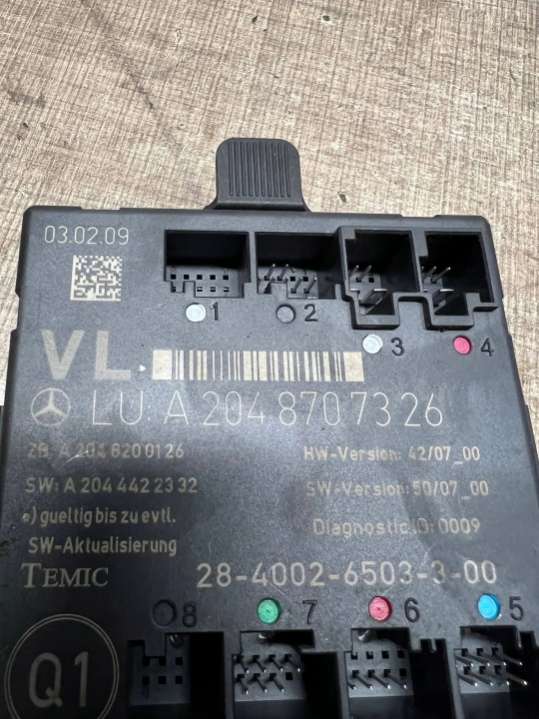 03.02.09
1 2 3 4
VL
LU: A 204 870 73 26
ZB: A 204 820 01 26 HW-Version: 42/07_00
SW: A 204 442 23 32 SW-Version: 50/07_00
*) gueltig bis zu evtl. Diagnostic ID: 0009
SW-Aktualisierung
TEMIC 28-4002-6503-3-00
8 7 6 5
Q1